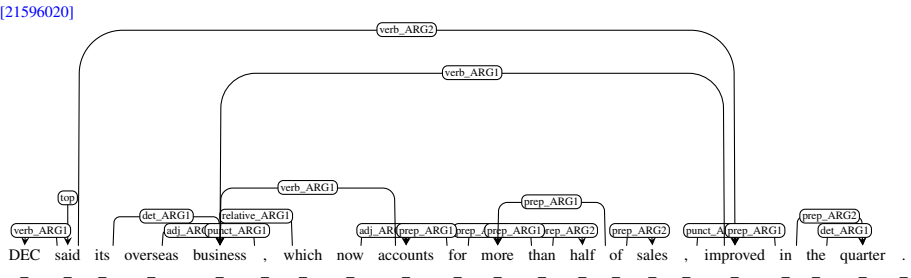 [21596020]
verb_ARG2
verb_ARG1
verb_ARG1
top
prep_ARG1
det_ARG1 relative_ARG1 prep_ARG2
verb_ARG1 punct_ARG1 prep_ARG1 prep_ARG1 prep_ARG2 prep_ARG1 det_ARG1
DEC said its overseas business , which now accounts for more than half of sales , improved in the quarter .